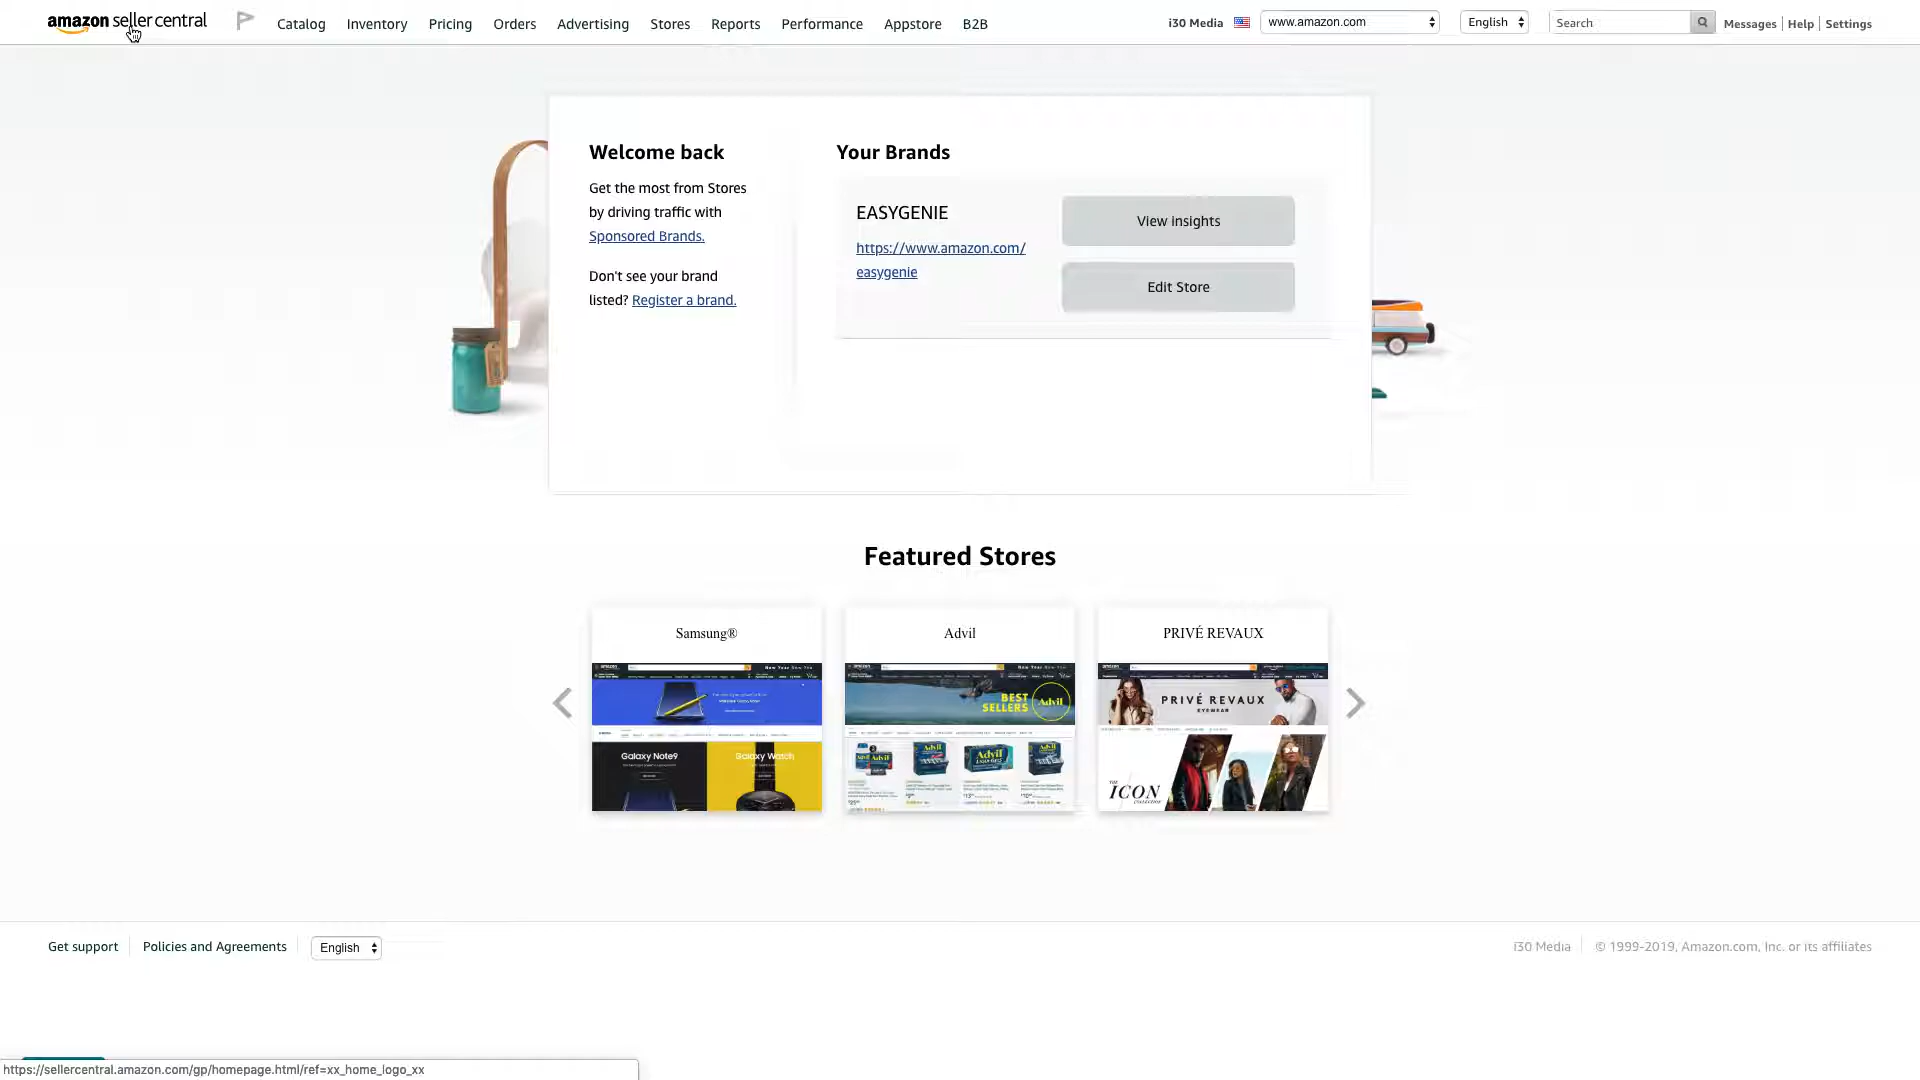 amazon seller central
Catalog Inventory Pricing Orders Advertising Stores Reports Performance Appstore B2B
i30 Media www.amazon.com English Search Messages Help Settings
Welcome back
Get the most from Stores
by driving traffic with
Sponsored Brands.
Don't see your brand
listed? Register a brand.
Your Brands
EASYGENIE
https://www.amazon.com/
easygenie
View insights
Edit Store
Featured Stores
Samsung®
Galaxy Note9
Galaxy Watch
Advil
BEST
SELLERS
Advil
PRIVÉ REVAUX
PRIVÉ REVAUX
EYEWEAR
THE
ICON
COLLECTION
Get support Policies and Agreements English
i30 Media © 1999-2019, Amazon.com, Inc. or its affiliates
https://sellercentral.amazon.com/gp/homepage.html/ref=xx_home_logo_xx